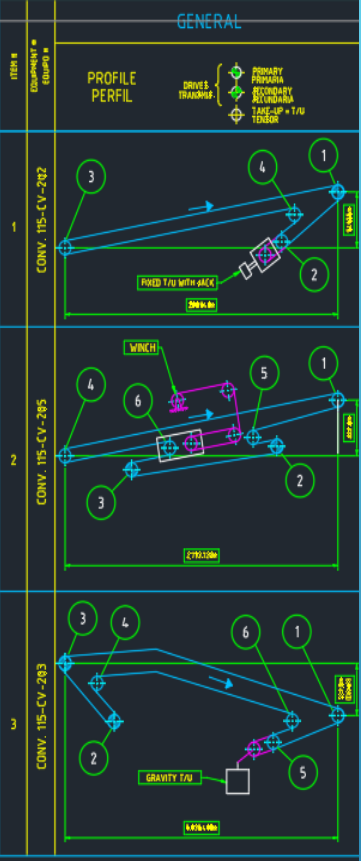 GENERAL
ITEM #
EQUIPMENT #
EQUIPO #
PROFILE
PERFIL
DRIVES
TRANSMIS.
PRIMARY
PRIMARIA
SECONDARY
SECUNDARIA
TAKE-UP = T/U
TENSOR
1
CONV. 115-CV-202
3
4
1
2
FIXED T/U WITH JACK
2
CONV. 115-CV-205
WINCH
4
6
5
1
3
2
3
CONV. 115-CV-203
3
4
6
1
2
5
GRAVITY T/U